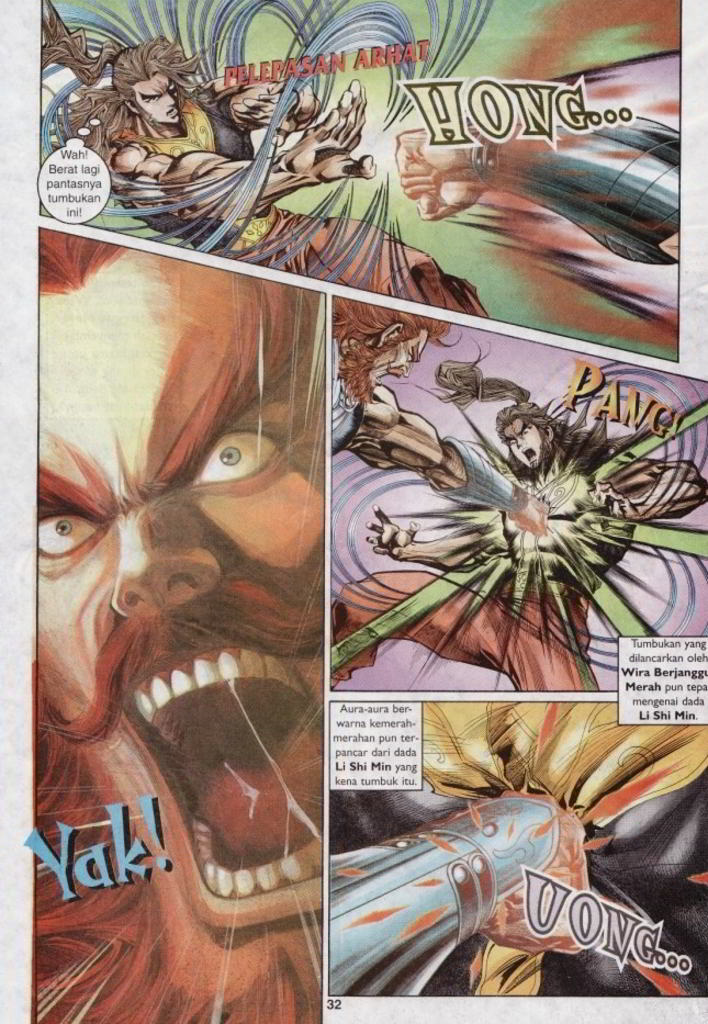 PELEPASAN ARHAT
HONG...
Wah!
Berat lagi
pantasnya
tumbukan
ini!
PANG!
Tumbukan yang
dilancarkan oleh
Wira Berjanggu
Merah pun tepa
mengenai dada
Li Shi Min.
Aura-aura ber-
warna kemerah-
merahan pun ter-
pancar dari dada
Li Shi Min yang
kena tumbuk itu.
Yak!
UONG...
32